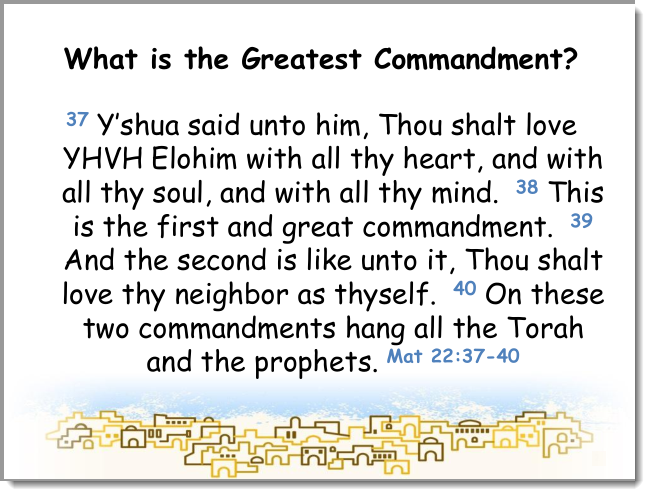 What is the Greatest Commandment?
37 Y’shua said unto him, Thou shalt love
YHVH Elohim with all thy heart, and with
all thy soul, and with all thy mind. 38 This
is the first and great commandment. 39
And the second is like unto it, Thou shalt
love thy neighbor as thyself. 40 On these
two commandments hang all the Torah
and the prophets. Mat 22:37-40